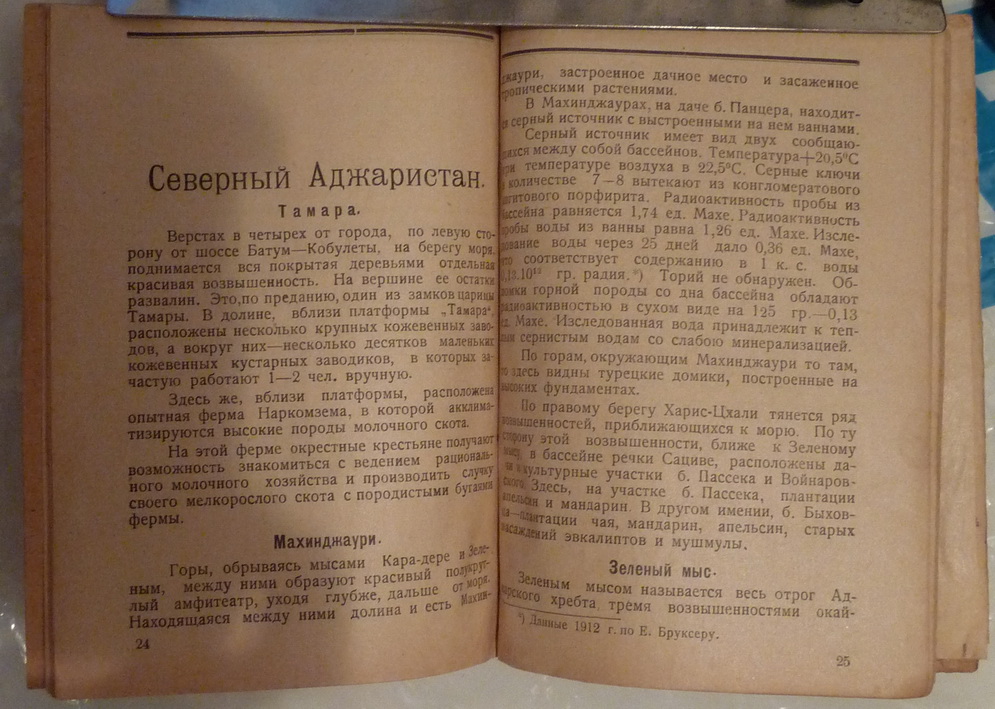 Северный Аджаристан.
Тамара.
Верстах в четырех от города, по левую сто-
рону от шоссе Батум—Кобулеты, на берегу моря,
поднимается вся покрытая деревьями отдельная
красивая возвышенность. На вершине ее остатки
развалин. Это, по преданию, один из замков царицы
Тамары. В долине, вблизи платформы „Тамара“,
расположены несколько крупных кожевенных заво-
дов, а вокруг них—несколько десятков маленьких
кожевенных кустарных заводиков, в которых за-
частую работают 1—2 чел. вручную.
Здесь же, вблизи платформы, расположена
опытная ферма Наркомзема, в которой акклима-
тизируются высокие породы молочного скота.
На этой ферме окрестные крестьяне получают
возможность знакомиться с ведением рациональ-
ного молочного хозяйства и производить случку
своего мелкорослого скота с породистыми бугаями
фермы.
Махинджаури.
Горы, обрываясь мысами Кара-дере и Зеле-
ным, между ними образуют красивый полукруг-
лый амфитеатр, уходя глубже, дальше от моря.
Находящаяся между ними долина и есть Махин-
24
джаури, застроенное дачное место и засаженное
тропическими растениями.
В Махинджаурах, на даче б. Панцера, находит-
ся серный источник с выстроенными на нем ваннами.
Серный источник имеет вид двух сообщаю-
щихся между собой бассейнов. Температура+20,5°С
при температуре воздуха в 22,5°С. Серные ключи
в количестве 7—8 вытекают из конгломератового
авгитового порфирита. Радиоактивность пробы из
бассейна равняется 1,74 ед. Махе. Радиоактивность
пробы воды из ванны равна 1,26 ед. Махе. Иссле-
дование воды через 25 дней дало 0,36 ед. Махе,
что соответствует содержанию в 1 к. с. воды
0,13.10 гр. радия.*) Торий не обнаружен. Об-
ломки горной породы со дна бассейна обладают
радиоактивностью в сухом виде на 125 гр.—0,13
ед. Махе. Изследованная вода принадлежит к теп-
лым сернистым водам со слабою минерализацией.
По горам, окружающим Махинджаури то там,
то здесь видны турецкие домики, построенные на
высоких фундаментах.
По правому берегу Харис-Цхали тянется ряд
возвышенностей, приближающихся к морю. По ту
сторону этой возвышенности, ближе к Зеленому
мысу, в бассейне речки Сациве, расположены да-
чи и культурные участки б. Пассека и Войнаров-
ского. Здесь, на участке б. Пассека, плантации
апельсин и мандарин. В другом имении, б. Быхов-
ца—плантации чая, мандарин, апельсин, старых
насаждений эвкалиптов и мушмулы.
Зеленый мыс.
Зеленым мысом называется весь отрог Ад-
жарского хребта, тремя возвышенностями окай-
*) Данные 1912 г. по Е. Бруксеру.
25